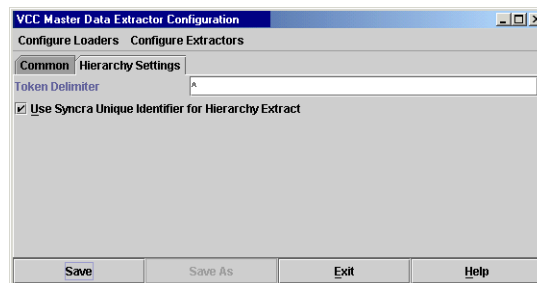 VCC Master Data Extractor Configuration
Configure Loaders Configure Extractors
Common Hierarchy Settings
Token Delimiter ^
Use Syncra Unique Identifier for Hierarchy Extract
Save Save As Exit Help